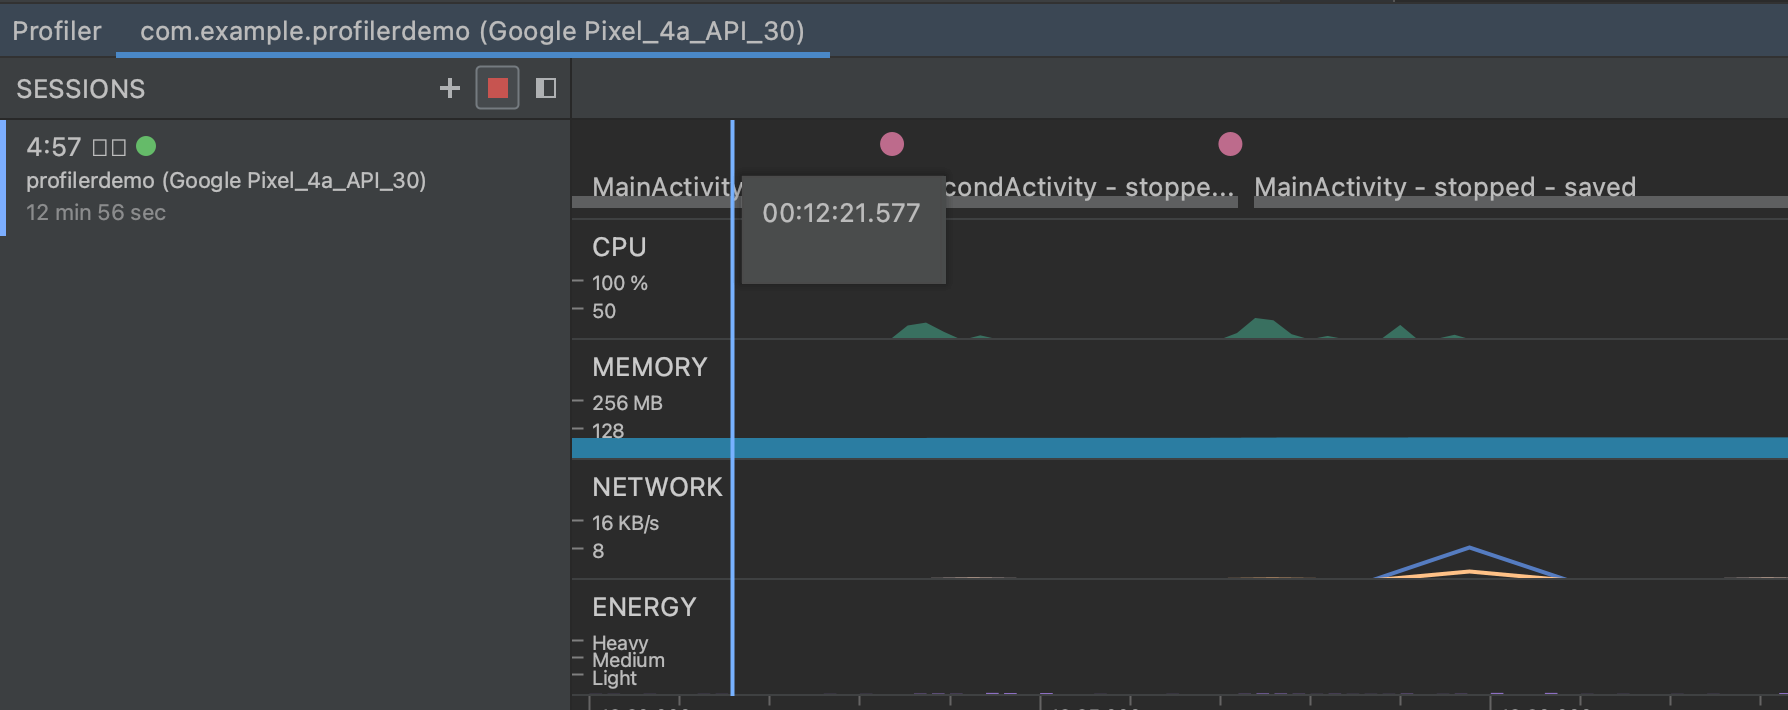 Profiler
com.example.profilerdemo (Google Pixel_4a_API_30)
SESSIONS
4:57
profilerdemo (Google Pixel_4a_API_30)
12 min 56 sec
MainActivity
condActivity - stoppe...
MainActivity - stopped - saved
00:12:21.577
CPU
100 %
50
MEMORY
256 MB
128
NETWORK
16 KB/s
8
ENERGY
Heavy
Medium
Light